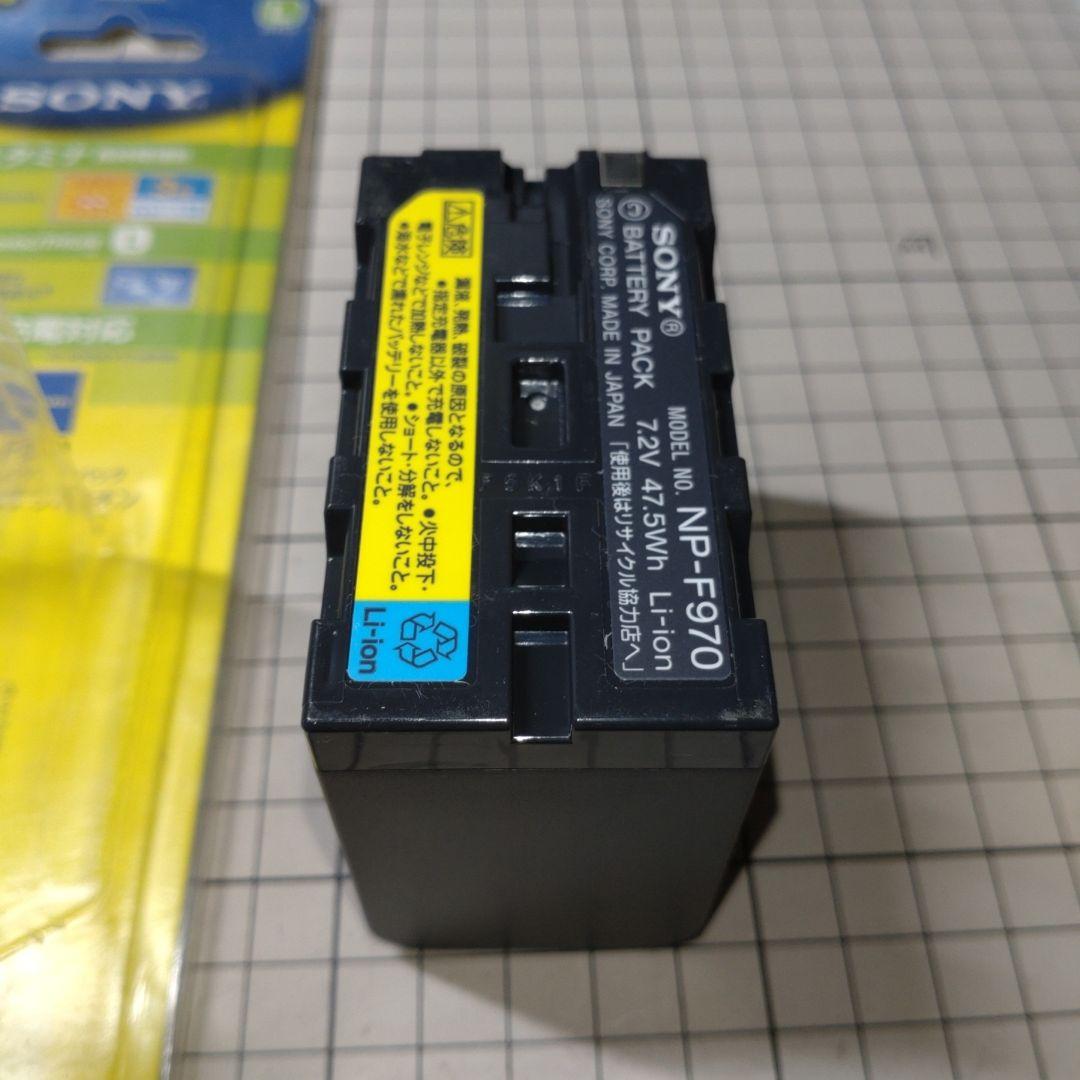 SONY
応対
⚠危険
漏液、発熱、破裂の原因となるので、
●指定充電器以外で充電しないこと。●火中投下・
電子レンジなどで加熱しないこと。●ショート・分解をしないこと。
●海水などで濡れたバッテリーを使用しないこと。
Li-ion
SONY® MODEL NO. NP-F970
BATTERY PACK 7.2V 47.5Wh Li-ion
SONY CORP. MADE IN JAPAN 「使用後はリサイクル協力店へ」